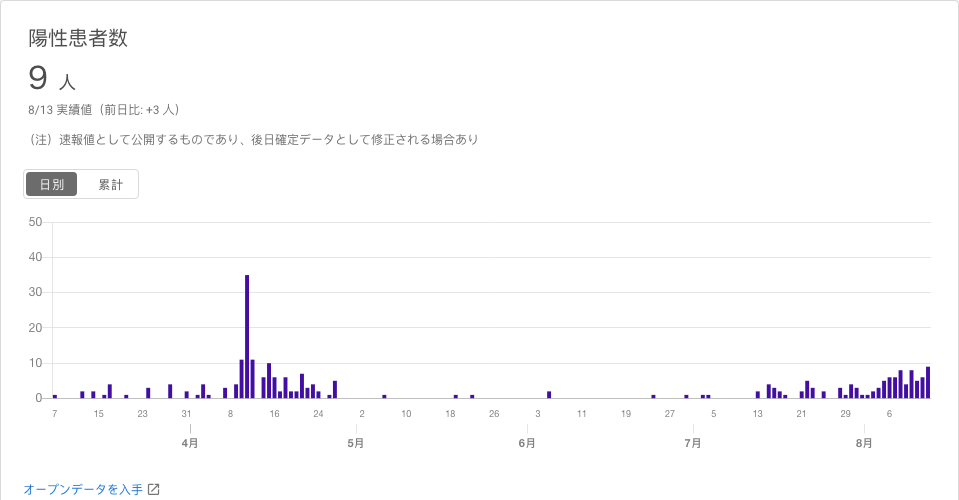 陽性患者数
9 人
8/13 実績値（前日比: +3 人）
（注）速報値として公開するものであり、後日確定データとして修正される場合あり
日別 累計
50
40
30
20
10
0
7 15 23 31 8 16 24 2 10 18 26 3 11 19 27 5 13 21 29 6
4月 5月 6月 7月 8月
オープンデータを入手